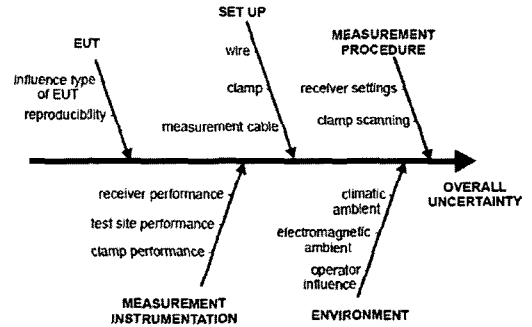 SET UP
EUT
MEASUREMENT
PROCEDURE
wire
influence type
of EUT
reproducibility
clamp
measurement cable
receiver settings
clamp scanning
OVERALL
UNCERTAINTY
receiver performance
test site performance
clamp performance
climatic
ambient
electromagnetic
ambient
operator
influence
MEASUREMENT
INSTRUMENTATION
ENVIRONMENT